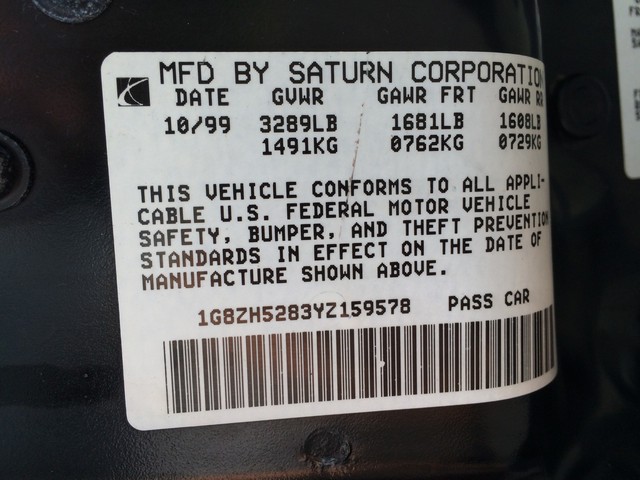 MFD BY SATURN CORPORATION
DATE GVWR GAWR FRT GAWR RR
10/99 3289LB 1681LB 1608LB
1491KG 0762KG 0729KG
THIS VEHICLE CONFORMS TO ALL APPLI-
CABLE U.S. FEDERAL MOTOR VEHICLE
SAFETY, BUMPER, AND THEFT PREVENTION
STANDARDS IN EFFECT ON THE DATE OF
MANUFACTURE SHOWN ABOVE.
1G8ZH5283YZ159578 PASS CAR